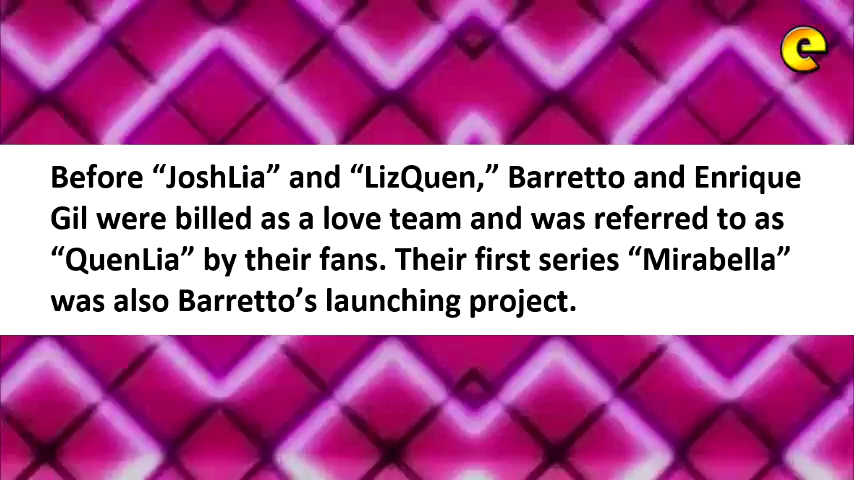 e
Before “JoshLia” and “LizQuen,” Barretto and Enrique
Gil were billed as a love team and was referred to as
“QuenLia” by their fans. Their first series “Mirabella”
was also Barretto’s launching project.